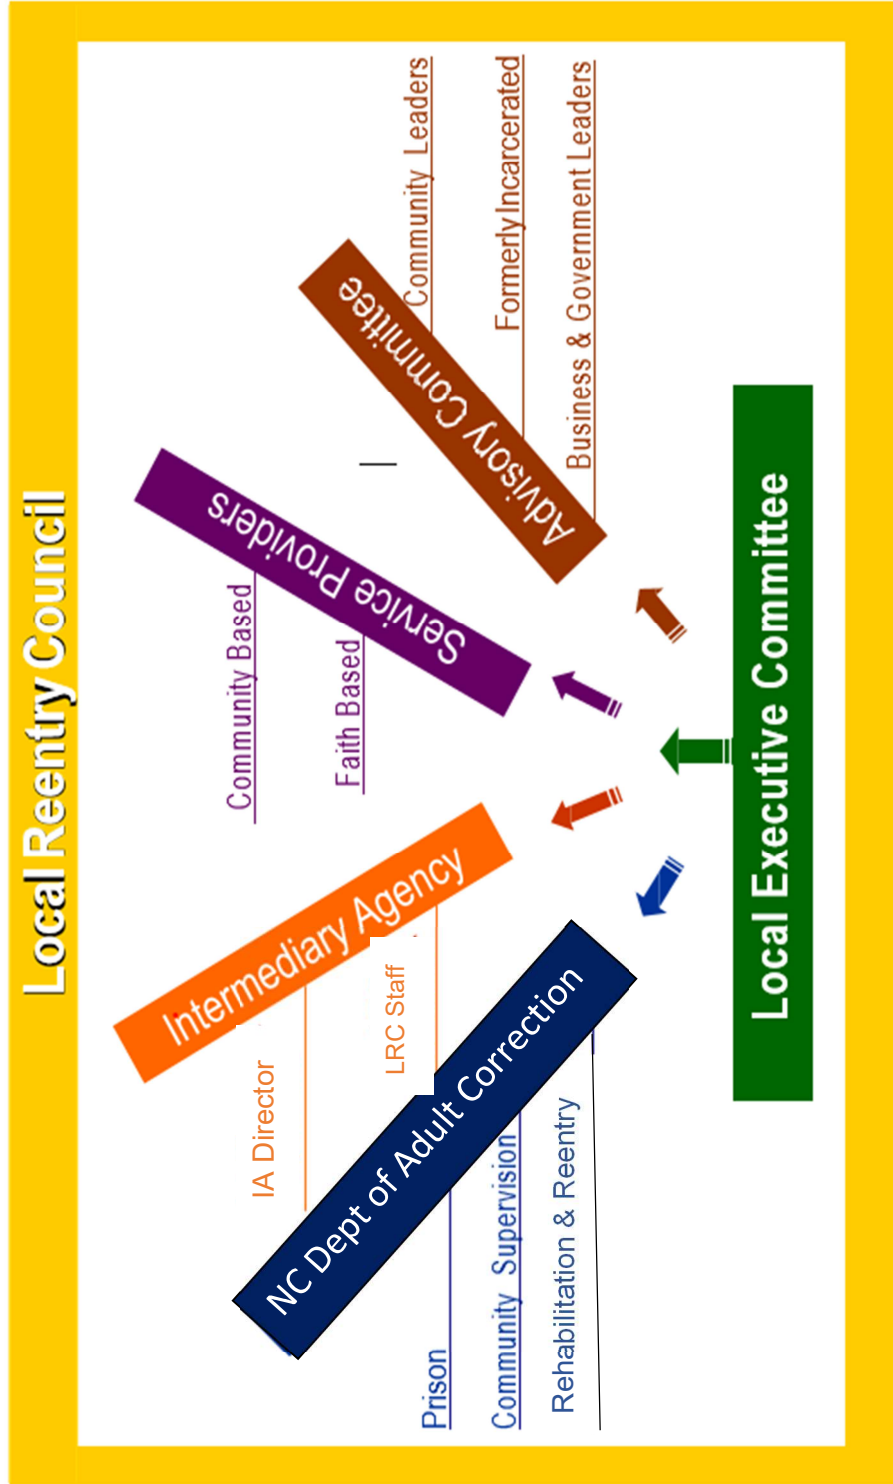 Local Reentry Council
Intermediary Agency
IA Director
LRC Staff
Service Providers
Community Based
Faith Based
NC Dept of Adult Correction
Prison
Community Supervision
Rehabilitation & Reentry
Advisory Committee
Community Leaders
Formerly Incarcerated
Business & Government Leaders
Local Executive Committee